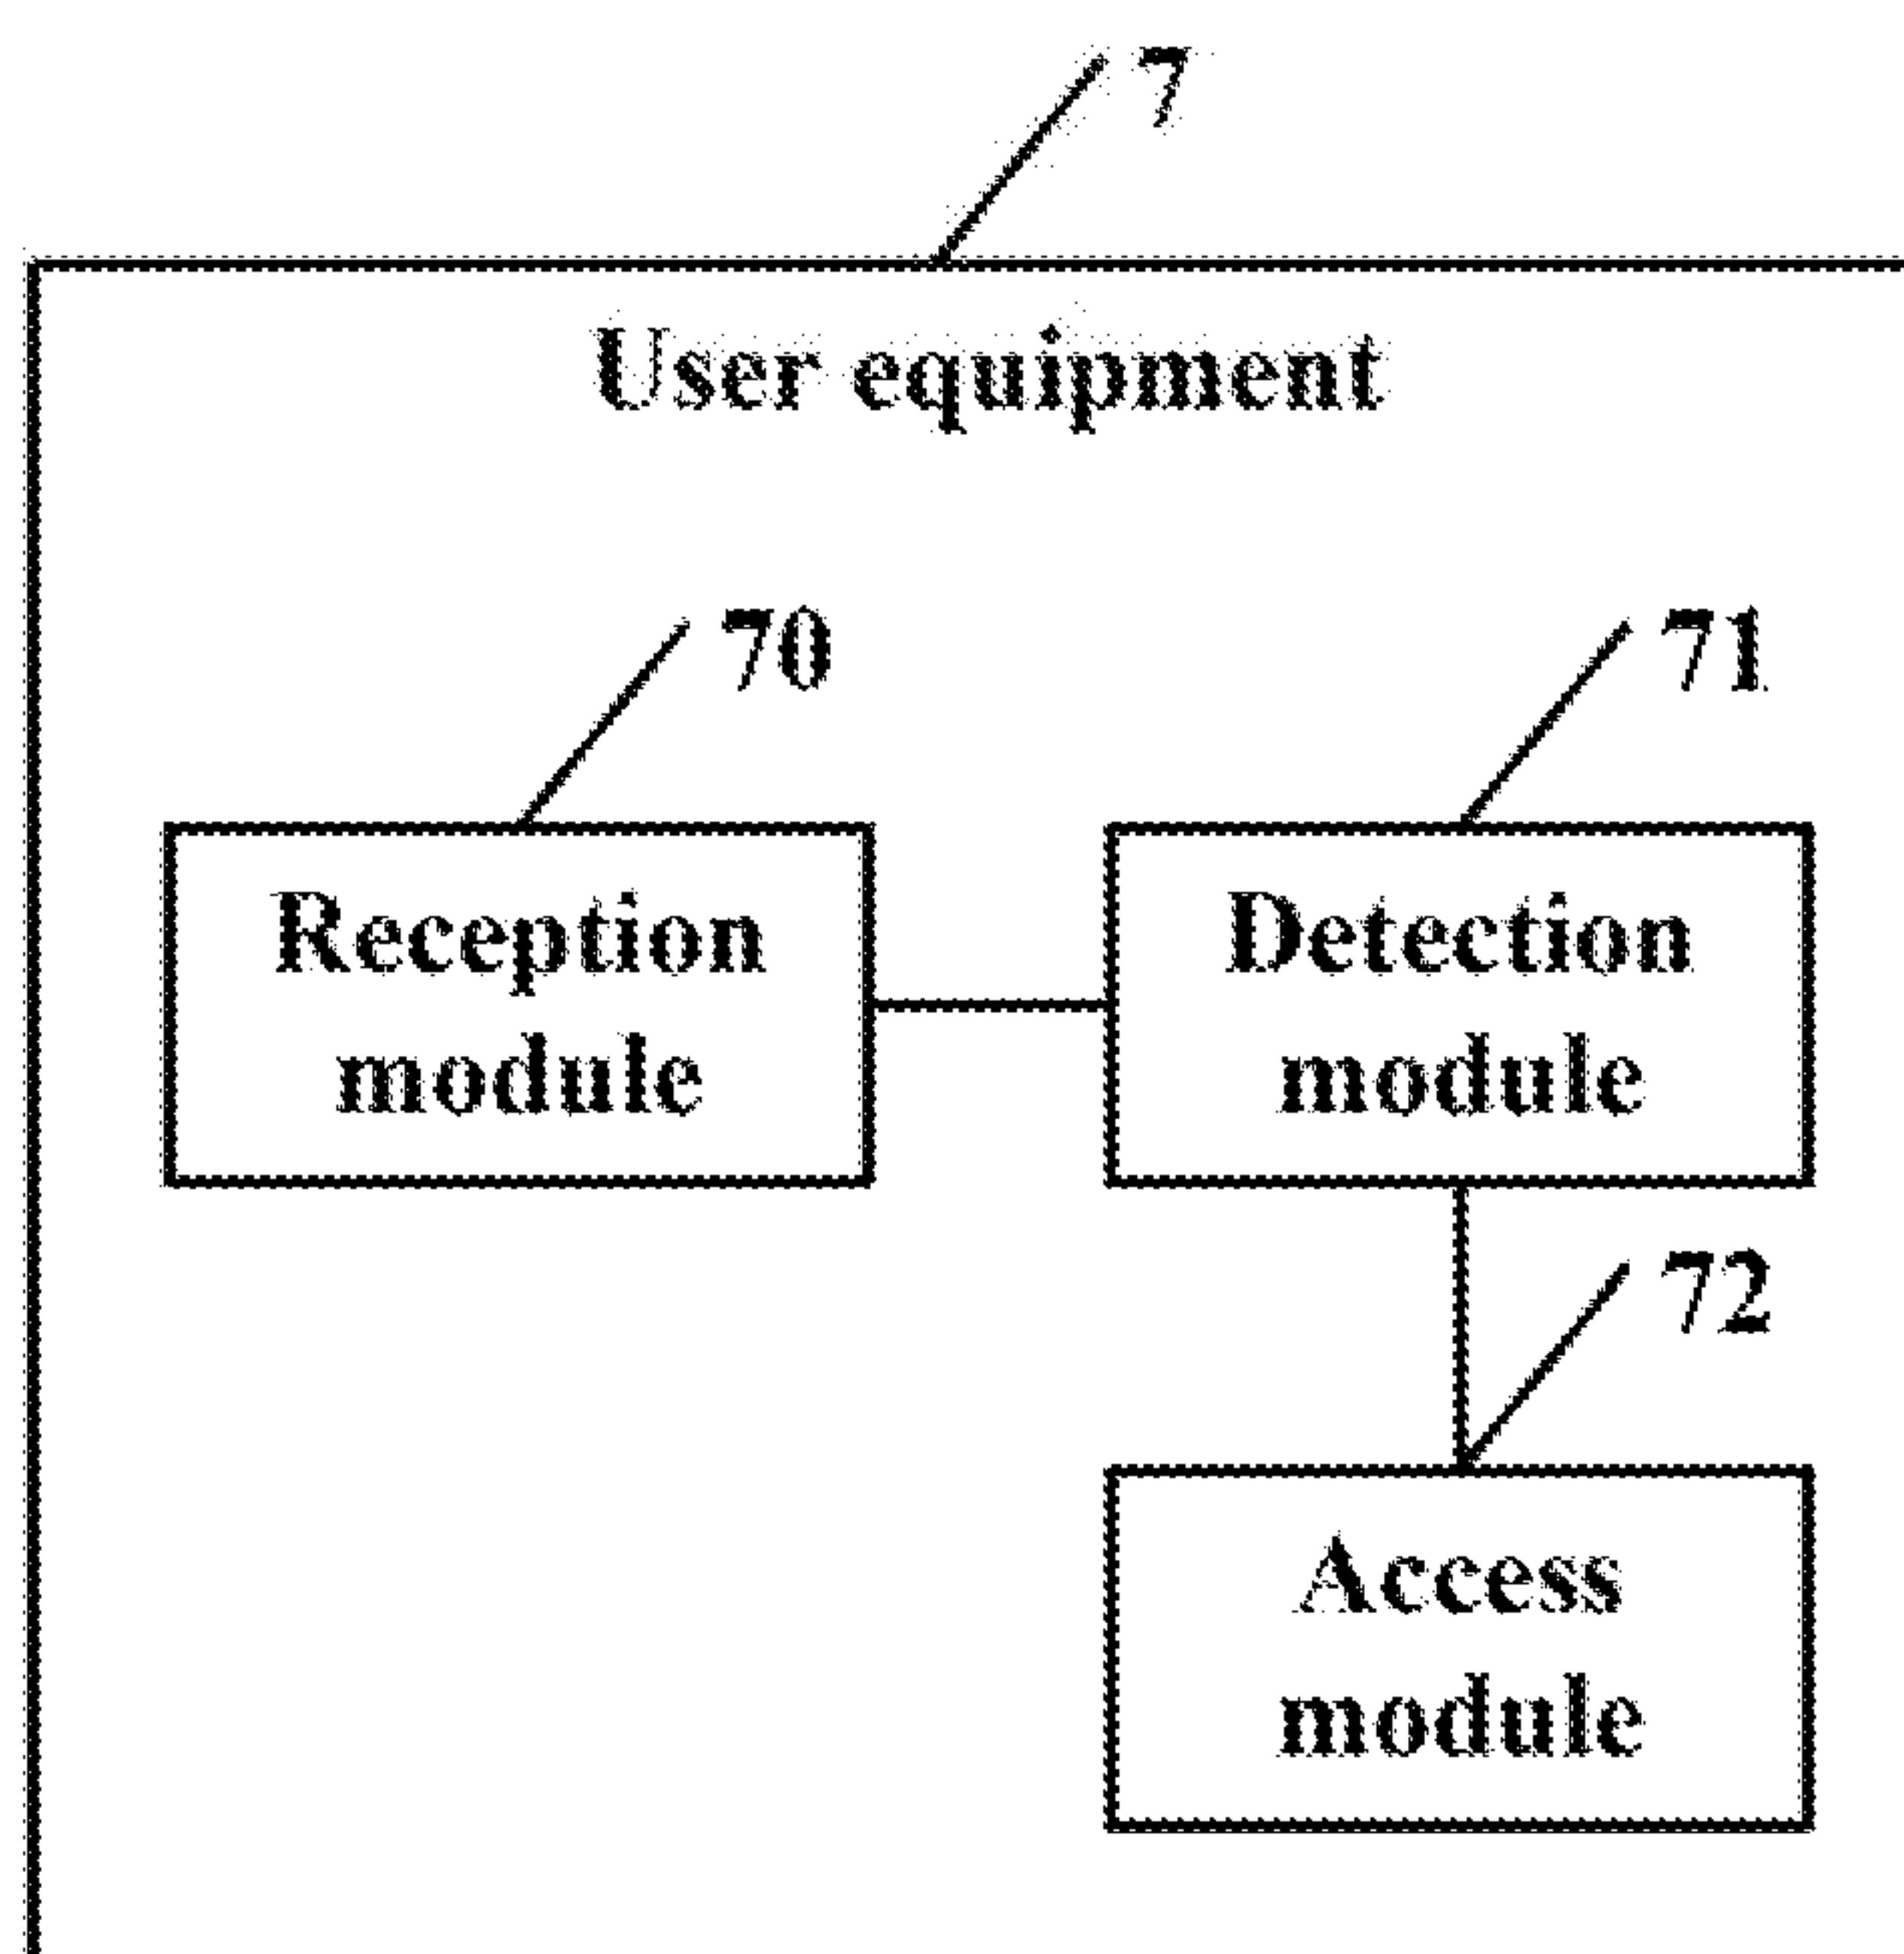 7
User equipment
70
71
Reception
module
Detection
module
72
Access
module